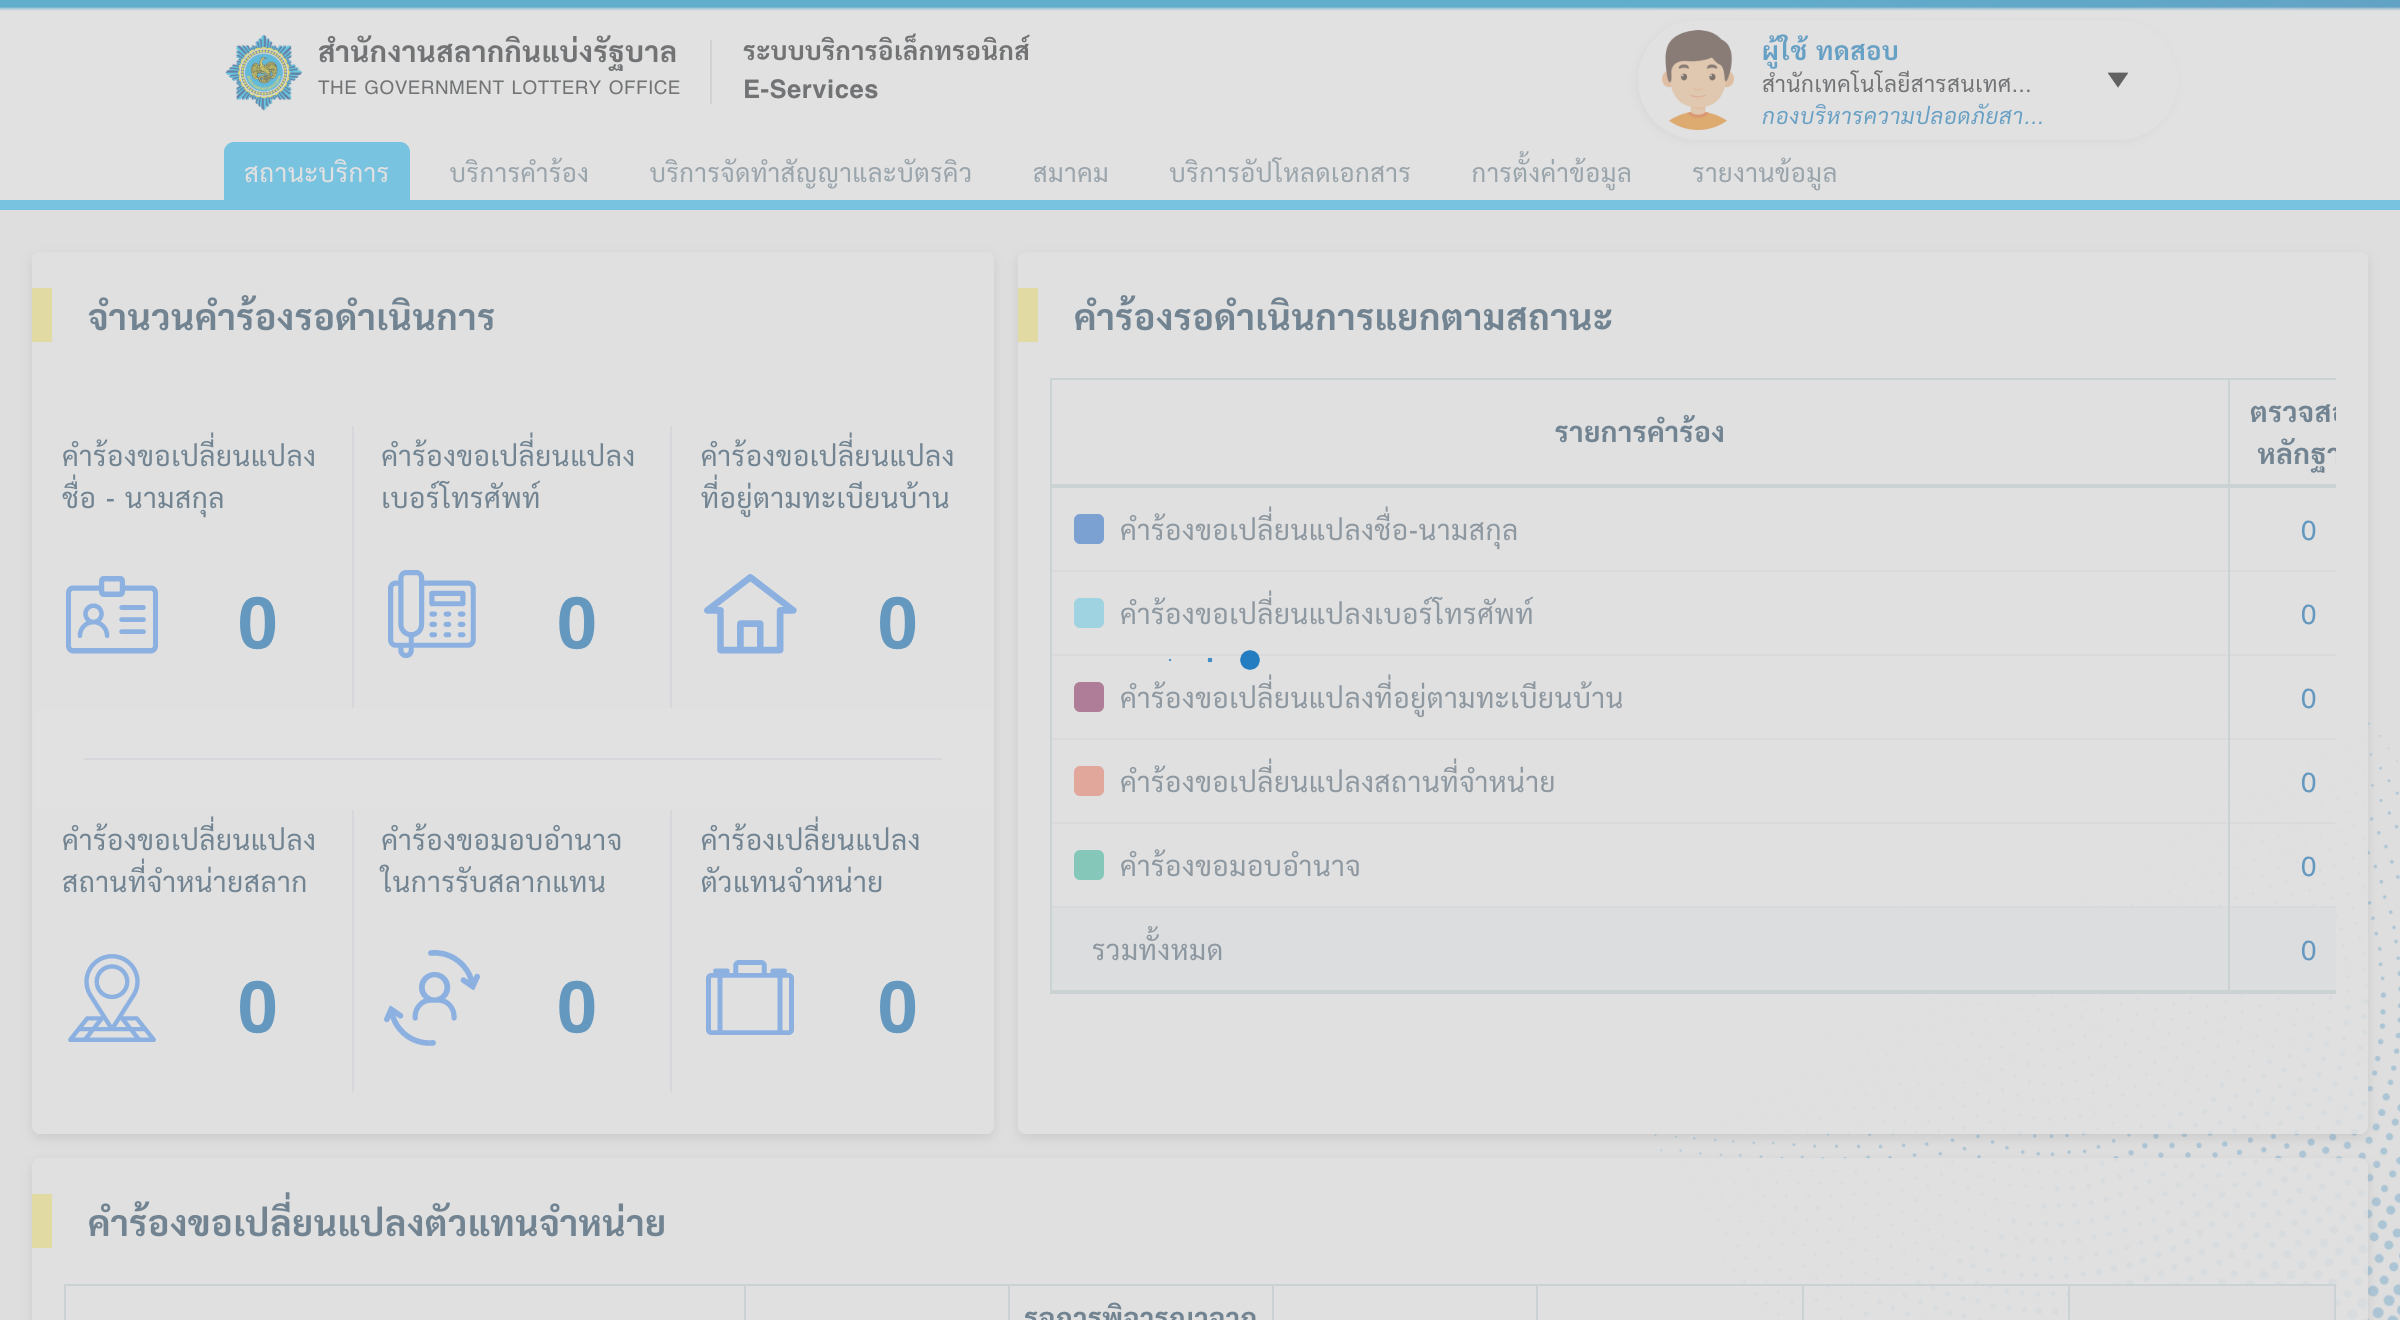 สำนักงานสลากกินแบ่งรัฐบาล
THE GOVERNMENT LOTTERY OFFICE
ระบบบริการอิเล็กทรอนิกส์
E-Services
ผู้ใช้ ทดสอบ
สำนักเทคโนโลยีสารสนเทศ...
กองบริหารความปลอดภัยสา...
สถานะบริการ
บริการคำร้อง
บริการจัดทำสัญญาและบัตรคิว
สมาคม
บริการอัปโหลดเอกสาร
การตั้งค่าข้อมูล
รายงานข้อมูล
จำนวนคำร้องรอดำเนินการ
คำร้องขอเปลี่ยนแปลง
ชื่อ - นามสกุล
0
คำร้องขอเปลี่ยนแปลง
เบอร์โทรศัพท์
0
คำร้องขอเปลี่ยนแปลง
ที่อยู่ตามทะเบียนบ้าน
0
คำร้องขอเปลี่ยนแปลง
สถานที่จำหน่ายสลาก
0
คำร้องขอมอบอำนาจ
ในการรับสลากแทน
0
คำร้องเปลี่ยนแปลง
ตัวแทนจำหน่าย
0
คำร้องรอดำเนินการแยกตามสถานะ
รายการคำร้อง
คำร้องขอเปลี่ยนแปลงชื่อ-นามสกุล 0
คำร้องขอเปลี่ยนแปลงเบอร์โทรศัพท์ 0
คำร้องขอเปลี่ยนแปลงที่อยู่ตามทะเบียนบ้าน 0
คำร้องขอเปลี่ยนแปลงสถานที่จำหน่าย 0
คำร้องขอมอบอำนาจ 0
รวมทั้งหมด 0
คำร้องขอเปลี่ยนแปลงตัวแทนจำหน่าย
รอการพิจารณาจาก